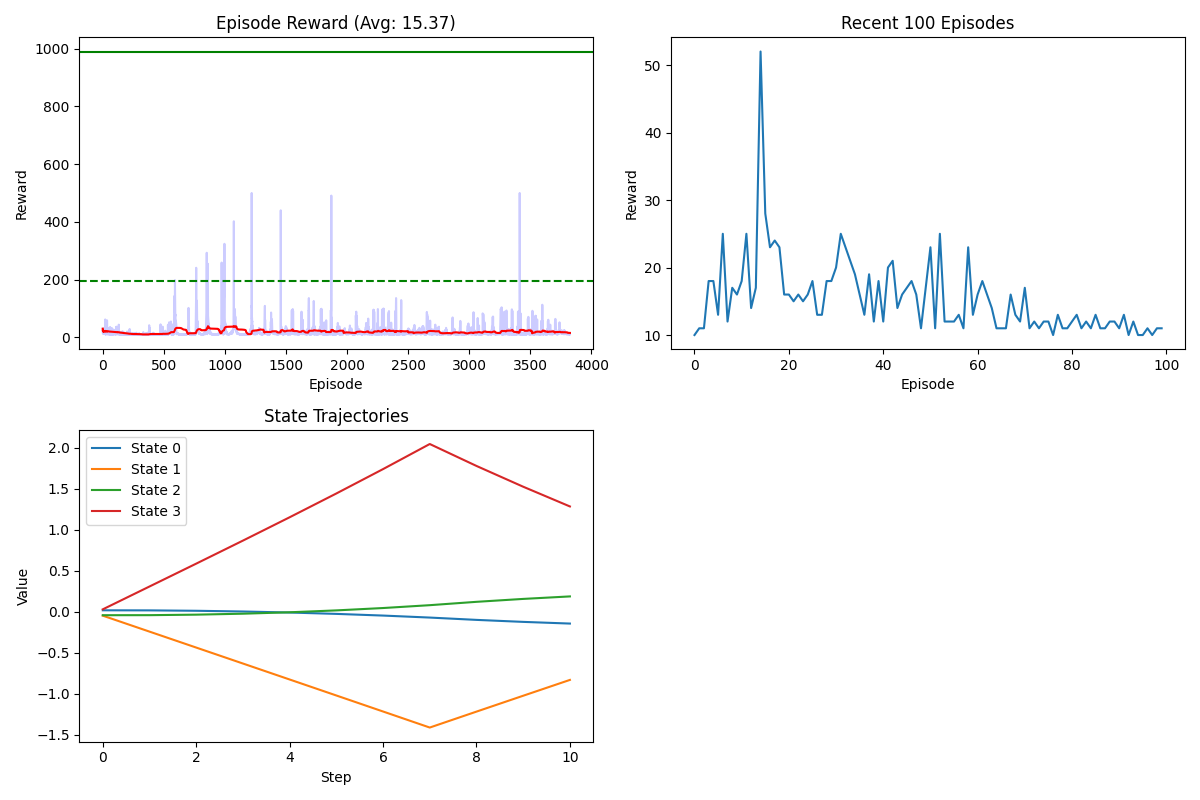 Episode Reward (Avg: 15.37)
1000
800
600
400
200
0
Reward
0 500 1000 1500 2000 2500 3000 3500 4000
Episode
Recent 100 Episodes
50
40
30
20
10
Reward
0 20 40 60 80 100
Episode
State Trajectories
State 0
State 1
State 2
State 3
2.0
1.5
1.0
0.5
0.0
−0.5
−1.0
−1.5
Value
0 2 4 6 8 10
Step